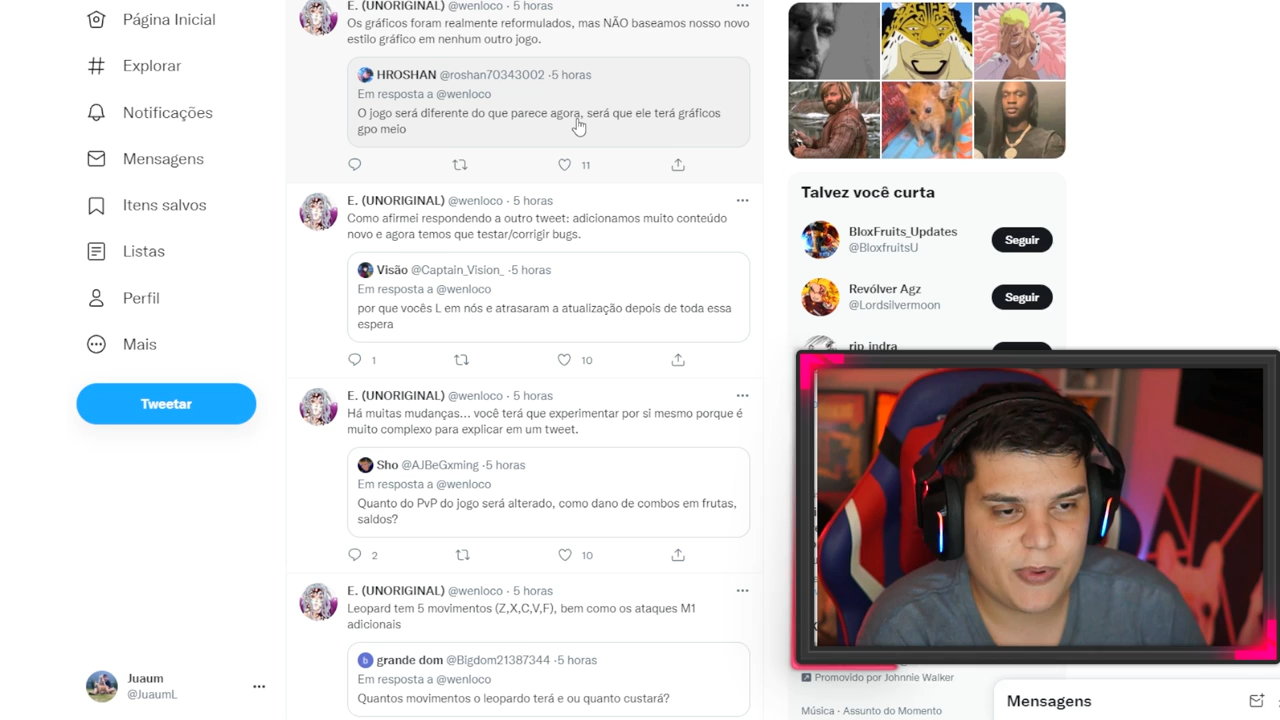 Página Inicial
Explorar
Notificações
Mensagens
Itens salvos
Listas
Perfil
Mais
Tweetar
Juaum
@JuaumL
E. (UNORIGINAL) @wenloco · 5 horas
Os gráficos foram realmente reformulados, mas NÃO baseamos nosso novo
estilo gráfico em nenhum outro jogo.
HROSHAN @roshan70343002 ·5 horas
Em resposta a @wenloco
O jogo será diferente do que parece agora, será que ele terá gráficos
gpo meio
11
E. (UNORIGINAL) @wenloco · 5 horas
Como afirmei respondendo a outro tweet: adicionamos muito conteúdo
novo e agora temos que testar/corrigir bugs.
Visão @Captain_Vision_ ·5 horas
Em resposta a @wenloco
por que vocês L em nós e atrasaram a atualização depois de toda essa
espera
1 10
E. (UNORIGINAL) @wenloco · 5 horas
Há muitas mudanças... você terá que experimentar por si mesmo porque é
muito complexo para explicar em um tweet.
Sho @AJBeGxming ·5 horas
Em resposta a @wenloco
Quanto do PvP do jogo será alterado, como dano de combos em frutas,
saldos?
2 10
E. (UNORIGINAL) @wenloco · 5 horas
Leopard tem 5 movimentos (Z,X,C,V,F), bem como os ataques M1
adicionais
b grande dom @Bigdom21387344 ·5 horas
Em resposta a @wenloco
Quantos movimentos o leopardo terá e ou quanto custará?
Talvez você curta
BloxFruits_Updates
@BloxfruitsU
Seguir
Revólver Agz
@Lordsilvermoon
Seguir
rip_indra
Promovido por Johnnie Walker
Mensagens
Música · Assunto do Momento